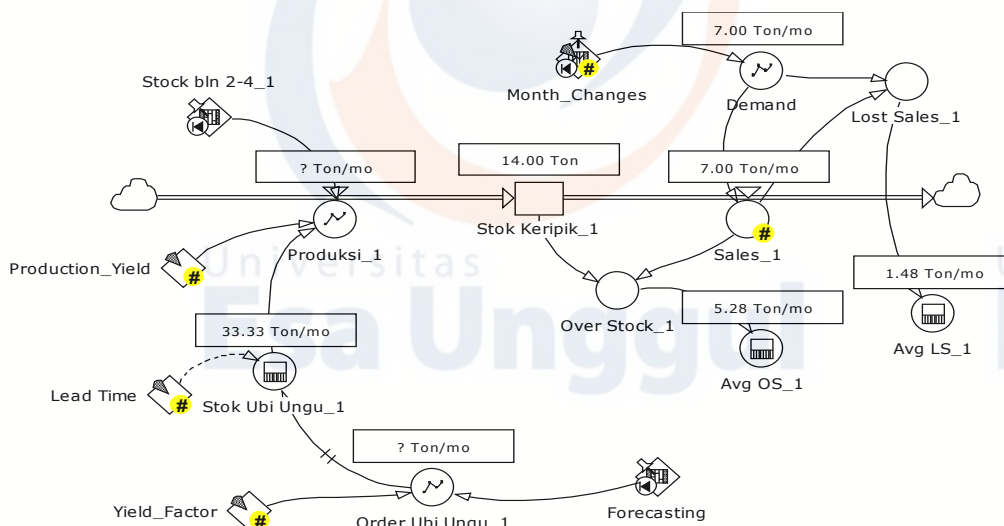 7.00 Ton/mo
Stock bln 2-4_1
#
Month_Changes
Demand
Lost Sales_1
? Ton/mo
14.00 Ton
7.00 Ton/mo
Stok Keripik_1
Produksi_1
#
Sales_1
Universitas
Esa Unggul
Production_Yield
#
1.48 Ton/mo
5.28 Ton/mo
Over Stock_1
33.33 Ton/mo
Avg LS_1
Avg OS_1
Lead Time
#
Stok Ubi Ungu_1
? Ton/mo
Yield_Factor
#
Order Ubi Ungu_1
Forecasting